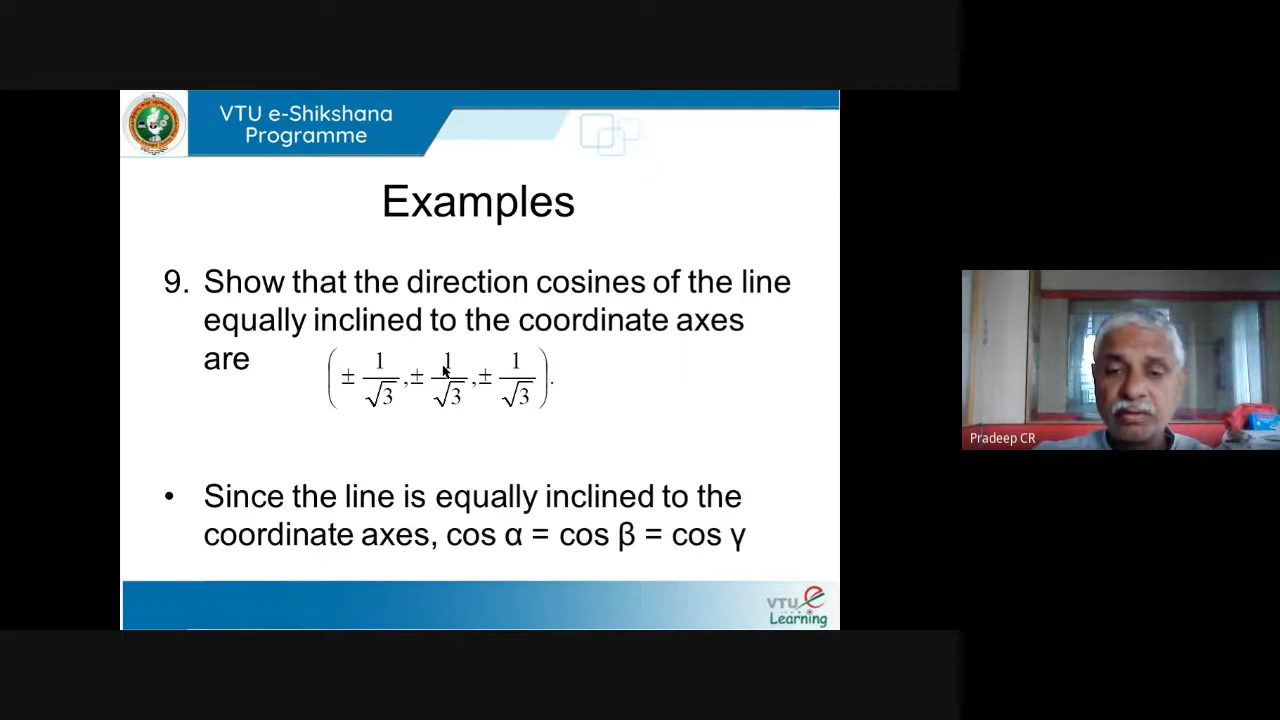 VTU e-Shikshana
Programme
Examples
9. Show that the direction cosines of the line
equally inclined to the coordinate axes
are (± 1/√3, ± 1/√3, ± 1/√3).
• Since the line is equally inclined to the
coordinate axes, cos α = cos β = cos γ
VTU e
Learning
Pradeep CR